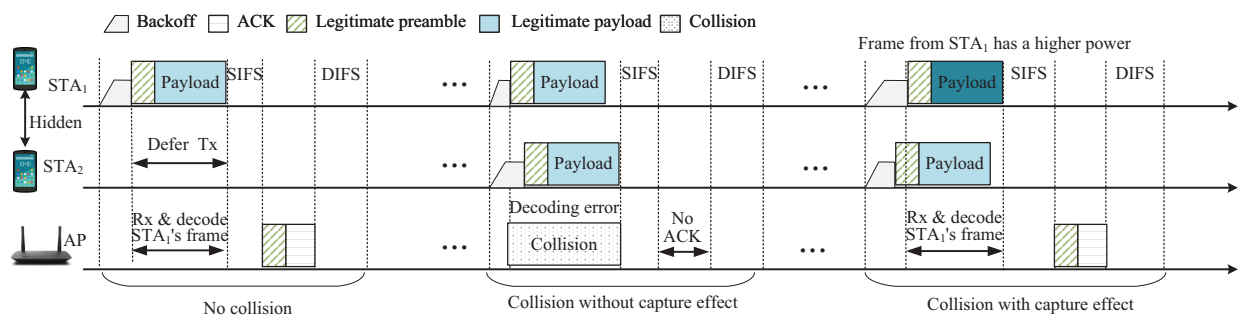 Backoff ACK Legitimate preamble Legitimate payload Collision
Frame from STA₁ has a higher power
STA₁ Payload SIFS DIFS ... Payload SIFS DIFS ... Payload SIFS DIFS
Hidden
Defer Tx
STA₂ ... Payload ... Payload
Rx & decode
STA₁'s frame
AP
Decoding error
... Collision
No
ACK
...
Rx & decode
STA₁'s frame
No collision
Collision without capture effect
Collision with capture effect